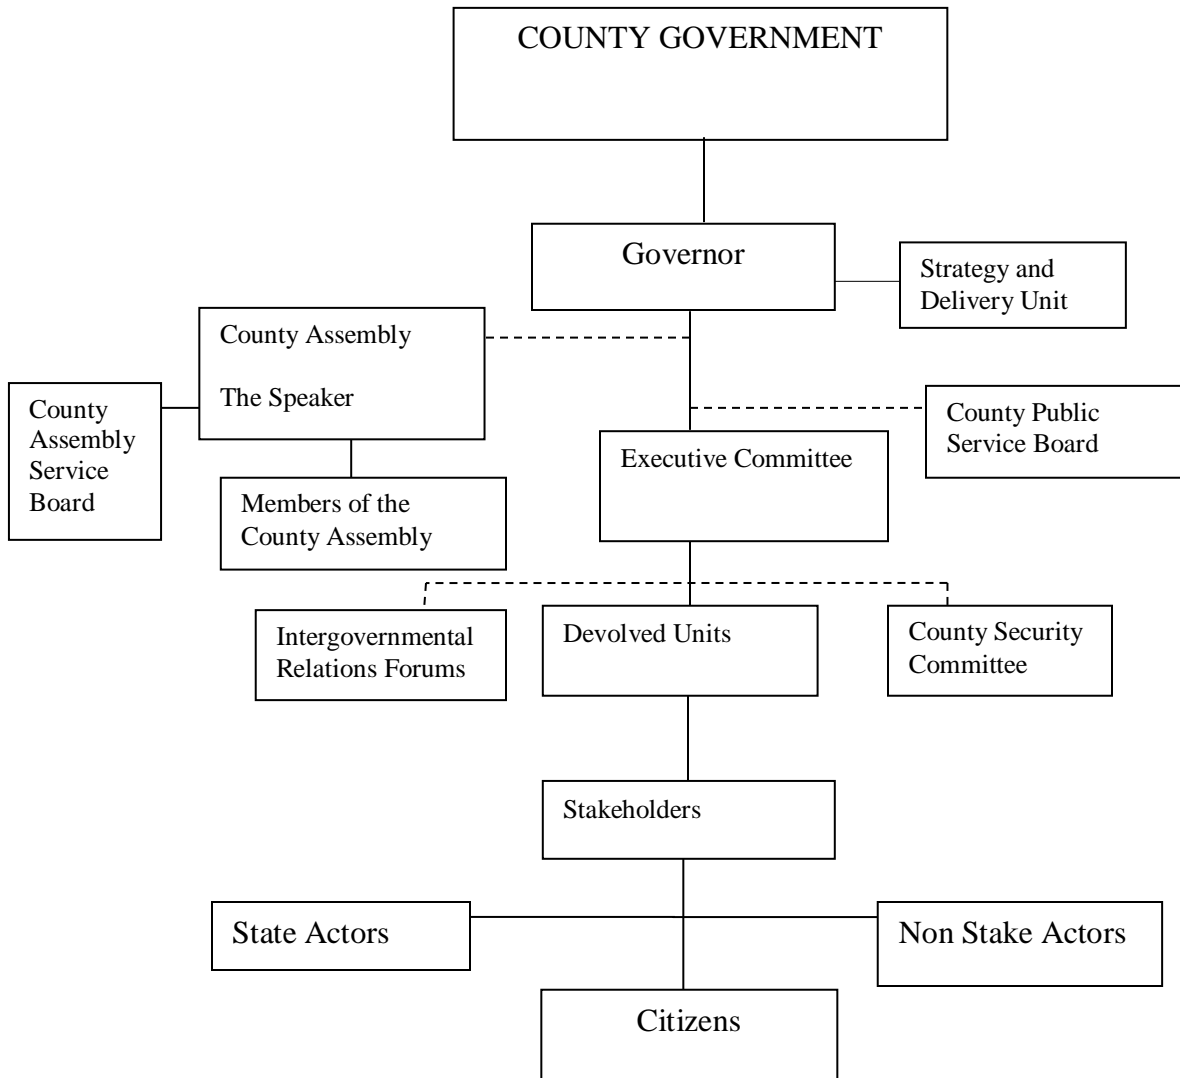 COUNTY GOVERNMENT
Governor
Strategy and
Delivery Unit
County Assembly
The Speaker
County
Assembly
Service
Board
County Public
Service Board
Executive Committee
Members of the
County Assembly
Intergovernmental
Relations Forums
Devolved Units
County Security
Committee
Stakeholders
State Actors
Non Stake Actors
Citizens